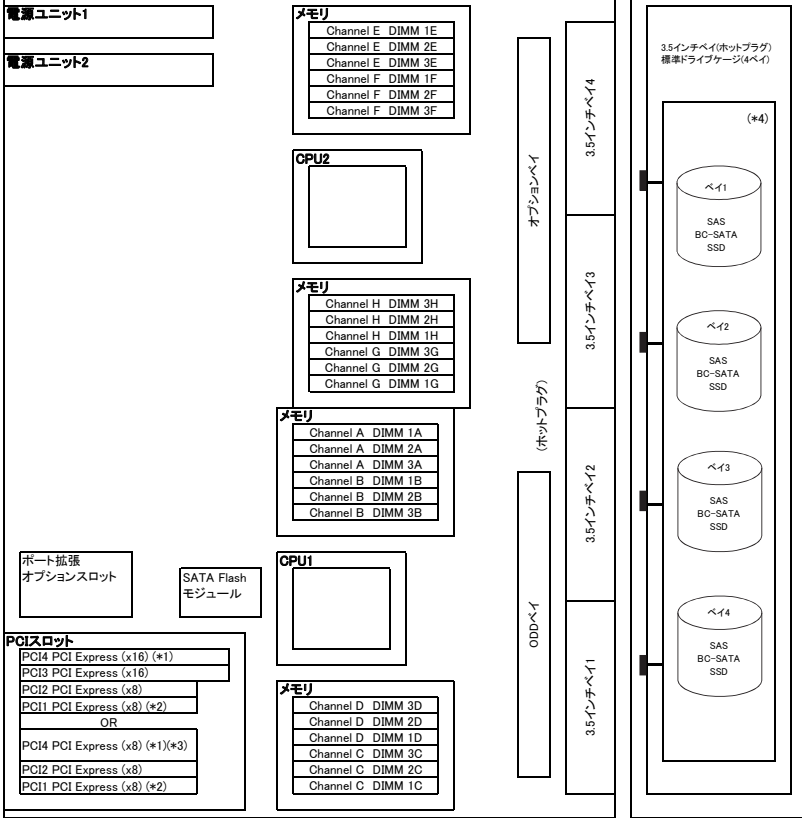 電源ユニット1
電源ユニット2
メモリ
Channel E DIMM 1E
Channel E DIMM 2E
Channel E DIMM 3E
Channel F DIMM 1F
Channel F DIMM 2F
Channel F DIMM 3F
CPU2
メモリ
Channel H DIMM 3H
Channel H DIMM 2H
Channel H DIMM 1H
Channel G DIMM 3G
Channel G DIMM 2G
Channel G DIMM 1G
メモリ
Channel A DIMM 1A
Channel A DIMM 2A
Channel A DIMM 3A
Channel B DIMM 1B
Channel B DIMM 2B
Channel B DIMM 3B
ポート拡張
オプションスロット
SATA Flash
モジュール
CPU1
PCIスロット
PCI4 PCI Express (x16) (*1)
PCI3 PCI Express (x16)
PCI2 PCI Express (x8)
PCI1 PCI Express (x8) (*2)
OR
PCI4 PCI Express (x8) (*1)(*3)
PCI2 PCI Express (x8)
PCI1 PCI Express (x8) (*2)
メモリ
Channel D DIMM 3D
Channel D DIMM 2D
Channel D DIMM 1D
Channel C DIMM 3C
Channel C DIMM 2C
Channel C DIMM 1C
オプションベイ
(ホットプラグ)
ODDベイ
3.5インチベイ4
3.5インチベイ3
3.5インチベイ2
3.5インチベイ1
3.5インチベイ(ホットプラグ)
標準ドライブケージ(4ベイ)
(*4)
ベイ1
SAS
BC-SATA
SSD
ベイ2
SAS
BC-SATA
SSD
ベイ3
SAS
BC-SATA
SSD
ベイ4
SAS
BC-SATA
SSD